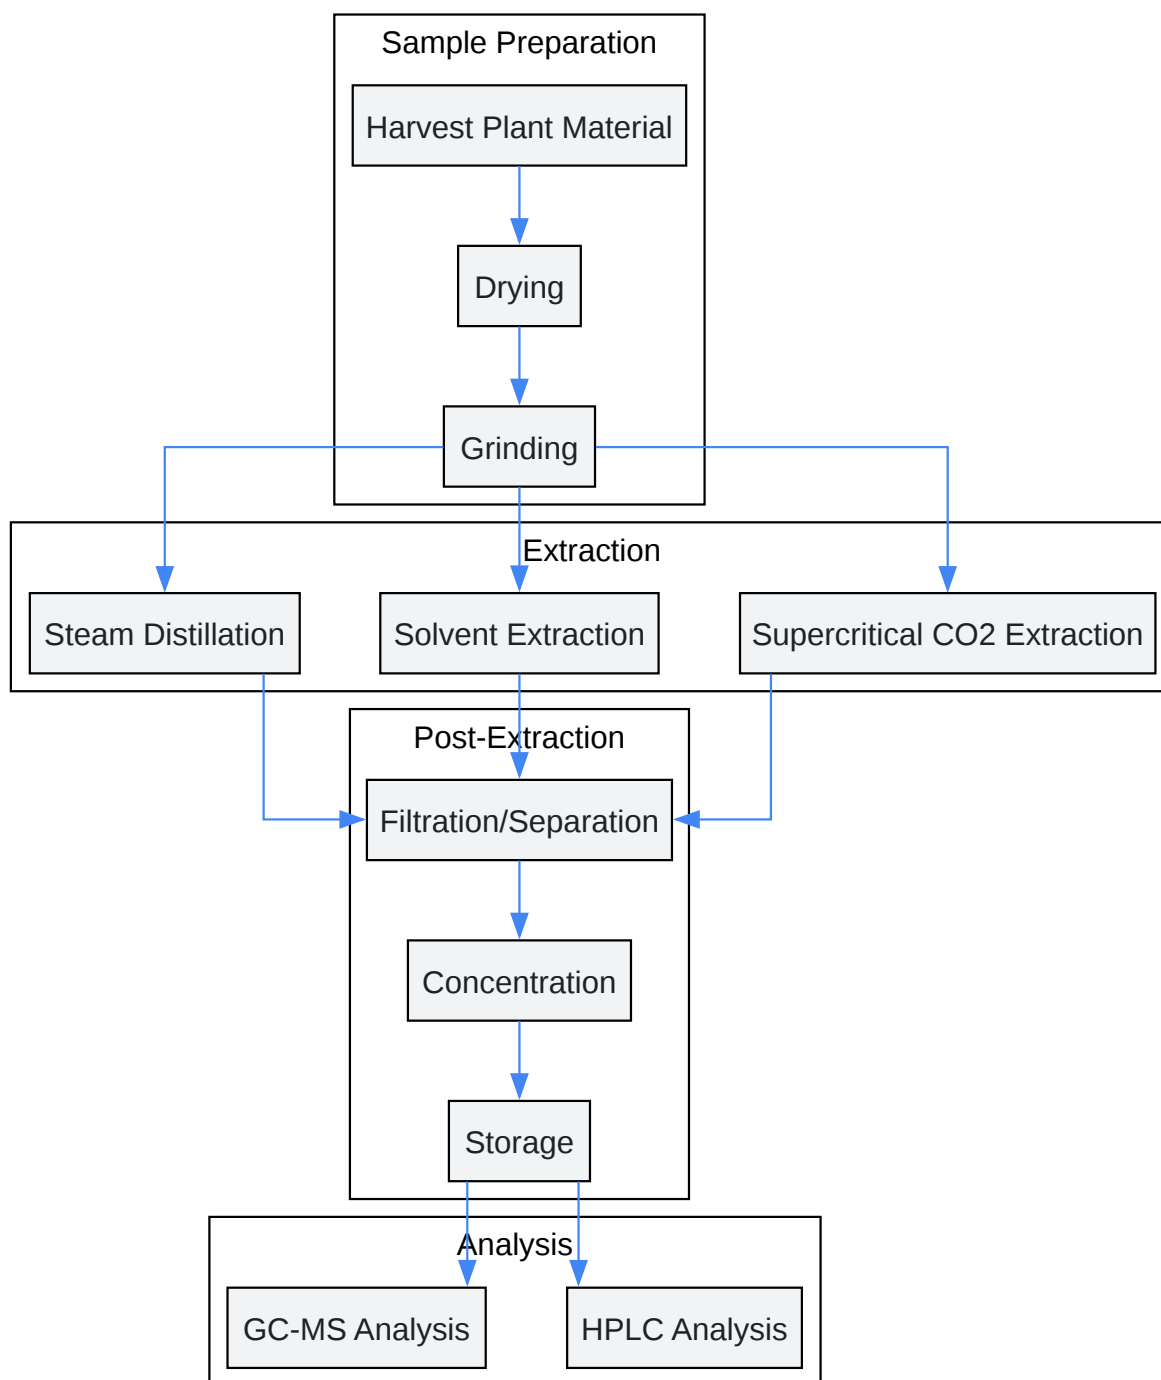 Sample Preparation
Harvest Plant Material
Drying
Grinding
Extraction
Steam Distillation
Solvent Extraction
Supercritical CO2 Extraction
Post-Extraction
Filtration/Separation
Concentration
Storage
Analysis
GC-MS Analysis
HPLC Analysis